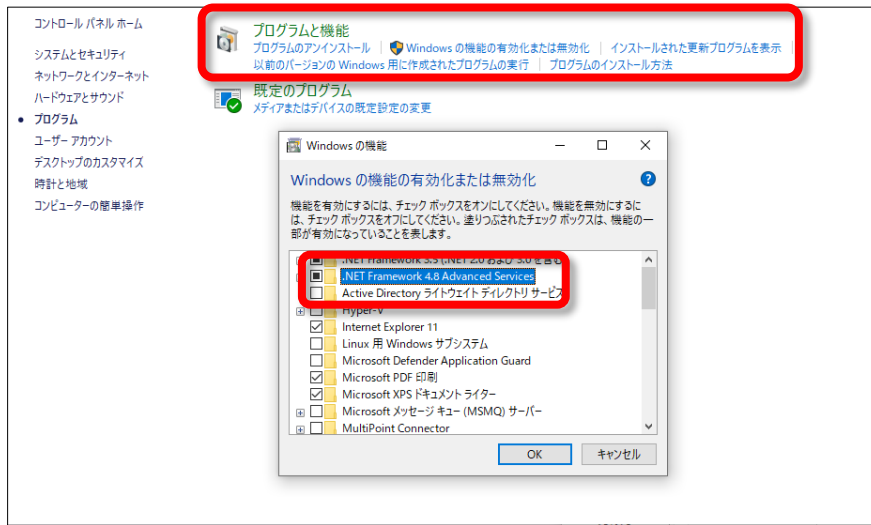 コントロール パネル ホーム
システムとセキュリティ
ネットワークとインターネット
ハードウェアとサウンド
プログラム
ユーザー アカウント
デスクトップのカスタマイズ
時計と地域
コンピューターの簡単操作
プログラムと機能
プログラムのアンインストール
Windows の機能の有効化または無効化
インストールされた更新プログラムを表示
以前のバージョンの Windows 用に作成されたプログラムの実行
プログラムのインストール方法
既定のプログラム
メディアまたはデバイスの既定設定の変更
Windows の機能
Windows の機能の有効化または無効化
機能を有効にするには、チェック ボックスをオンにしてください。機能を無効にするに
は、チェック ボックスをオフにしてください。塗りつぶされたチェック ボックスは、機能の一
部が有効になっていることを表します。
.NET Framework 3.5 (.NET 2.0 および 3.0 を含む
.NET Framework 4.8 Advanced Services
Active Directory ライトウェイト ディレクトリ サービス
Hyper-V
Internet Explorer 11
Linux 用 Windows サブシステム
Microsoft Defender Application Guard
Microsoft PDF 印刷
Microsoft XPS ドキュメント ライター
Microsoft メッセージ キュー (MSMQ) サーバー
MultiPoint Connector
OK
キャンセル